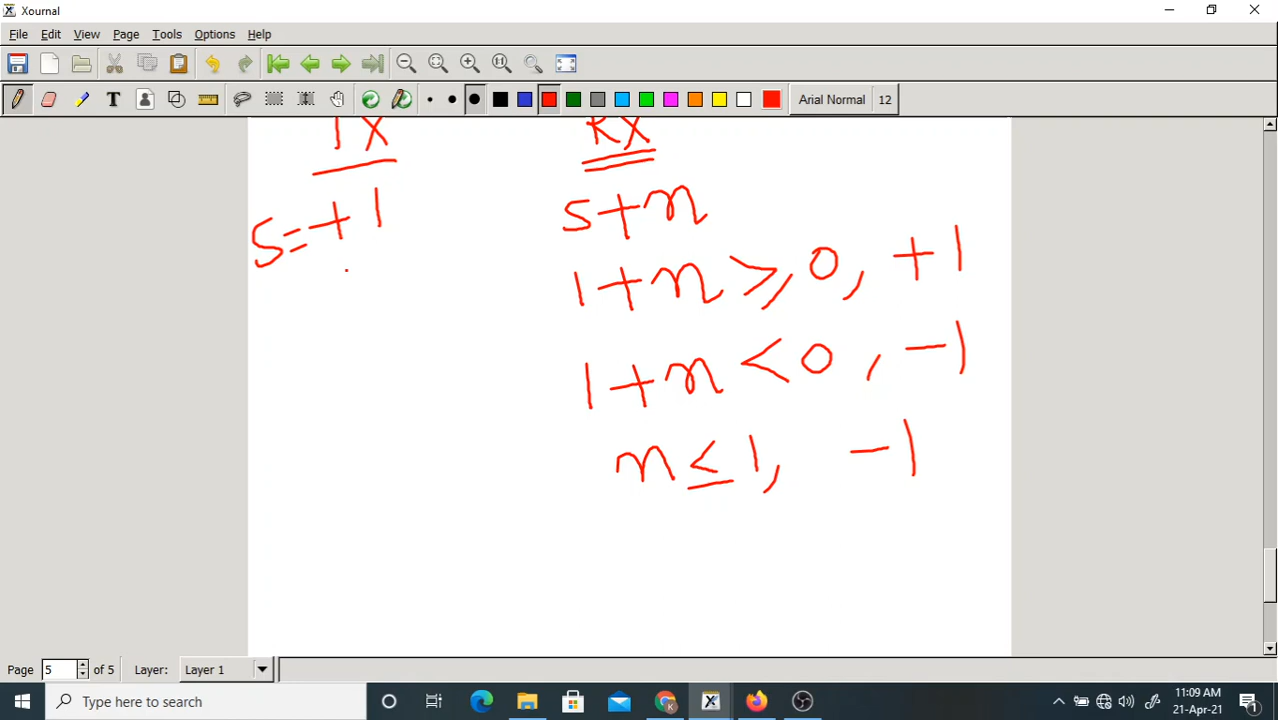 Xournal
File Edit View Page Tools Options Help
T Arial Normal 12
TX RX
S=+1 S+n
1+n≥0, +1
1+n<0, -1
n≤1, -1
Page 5 of 5 Layer: Layer 1
Type here to search 11:09 AM
21-Apr-21